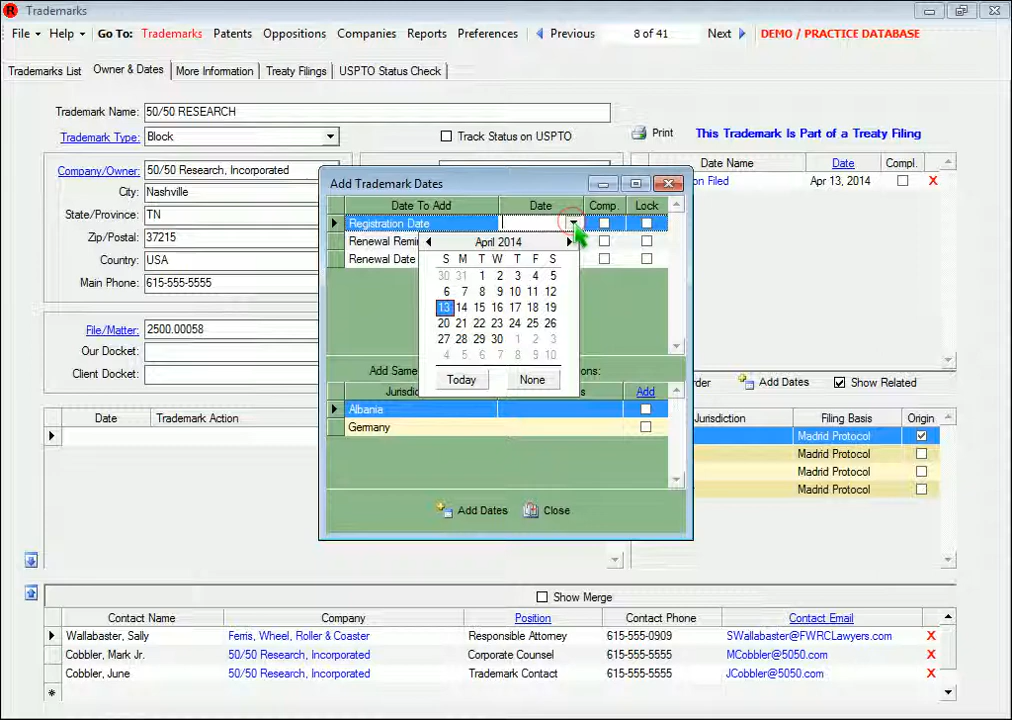 Trademarks
File Help Go To: Trademarks Patents Oppositions Companies Reports Preferences Previous 8 of 41 Next DEMO / PRACTICE DATABASE
Trademarks List Owner & Dates More Information Treaty Filings USPTO Status Check
Trademark Name: 50/50 RESEARCH
Trademark Type: Block Track Status on USPTO Print This Trademark Is Part of a Treaty Filing
Company/Owner: 50/50 Research, Incorporated
City: Nashville
State/Province: TN
Zip/Postal: 37215
Country: USA
Main Phone: 615-555-5555
File/Matter: 2500.00058
Our Docket:
Client Docket:
Date Name Date Compl.
on Filed Apr 13, 2014 X
Add Trademark Dates
Date To Add Date Comp. Lock
Registration Date
Renewal Remi
Renewal Date
April 2014
S M T W T F S
30 31 1 2 3 4 5
6 7 8 9 10 11 12
13 14 15 16 17 18 19
20 21 22 23 24 25 26
27 28 29 30 1 2 3
4 5 6 7 8 9 10
Today None
Add Same ons:
Jurisdi s Add
Albania
Germany
Add Dates Close
der Add Dates Show Related
Date Trademark Action
Jurisdiction Filing Basis Origin
Madrid Protocol
Madrid Protocol
Madrid Protocol
Madrid Protocol
Show Merge
Contact Name Company Position Contact Phone Contact Email
Wallabaster, Sally Ferris, Wheel, Roller & Coaster Responsible Attorney 615-555-0909 SWallabaster@FWRCLawyers.com X
Cobbler, Mark Jr. 50/50 Research, Incorporated Corporate Counsel 615-555-5555 MCobbler@5050.com X
Cobbler, June 50/50 Research, Incorporated Trademark Contact 615-555-5555 JCobbler@5050.com X